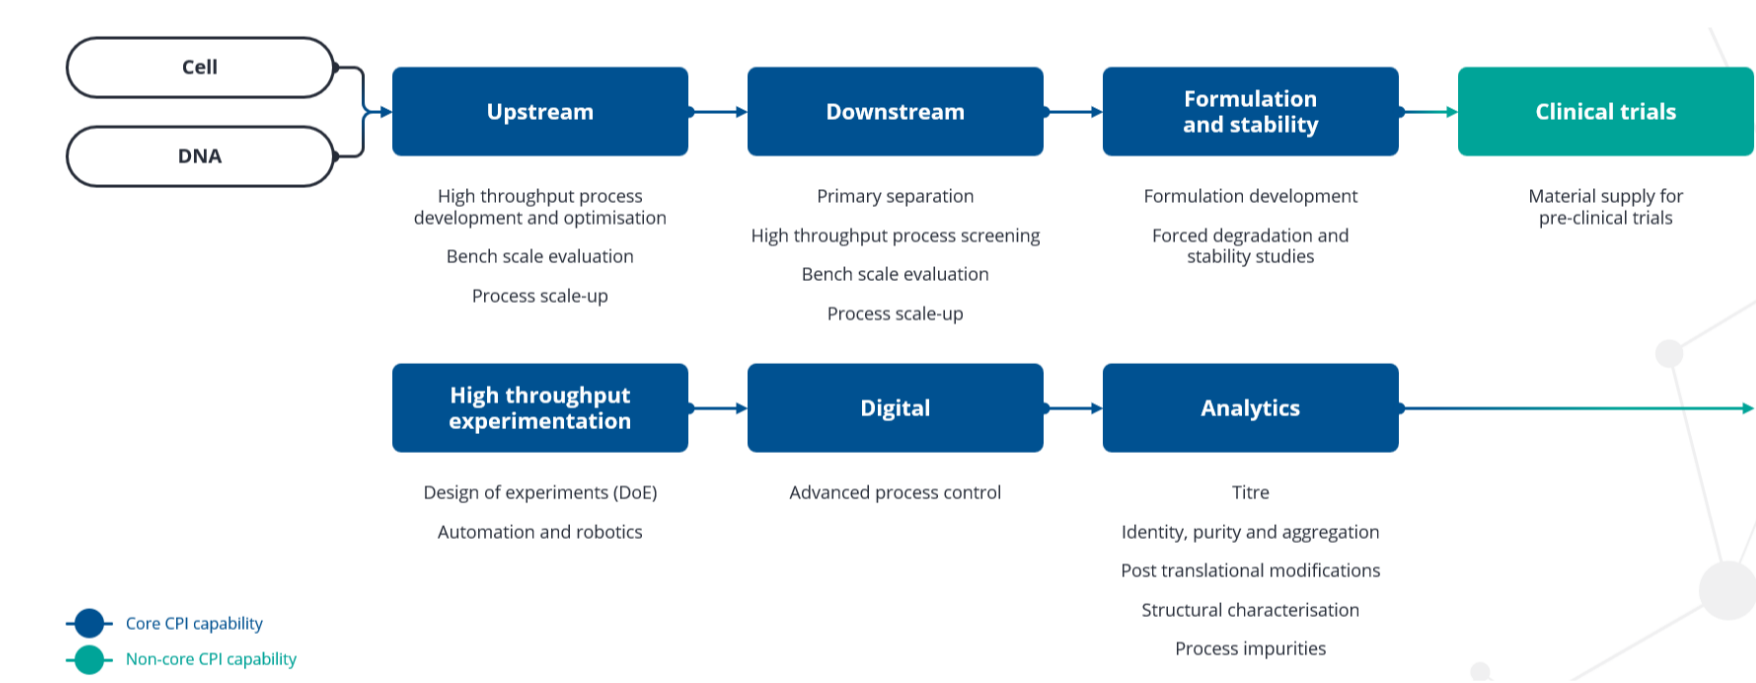 Cell
DNA
Upstream
Downstream
Formulation
and stability
Clinical trials
High throughput process
development and optimisation
Bench scale evaluation
Process scale-up
Primary separation
High throughput process screening
Bench scale evaluation
Process scale-up
Formulation development
Forced degradation and
stability studies
Material supply for
pre-clinical trials
High throughput
experimentation
Digital
Analytics
Design of experiments (DoE)
Automation and robotics
Advanced process control
Titre
Identity, purity and aggregation
Post translational modifications
Structural characterisation
Process impurities
Core CPI capability
Non-core CPI capability